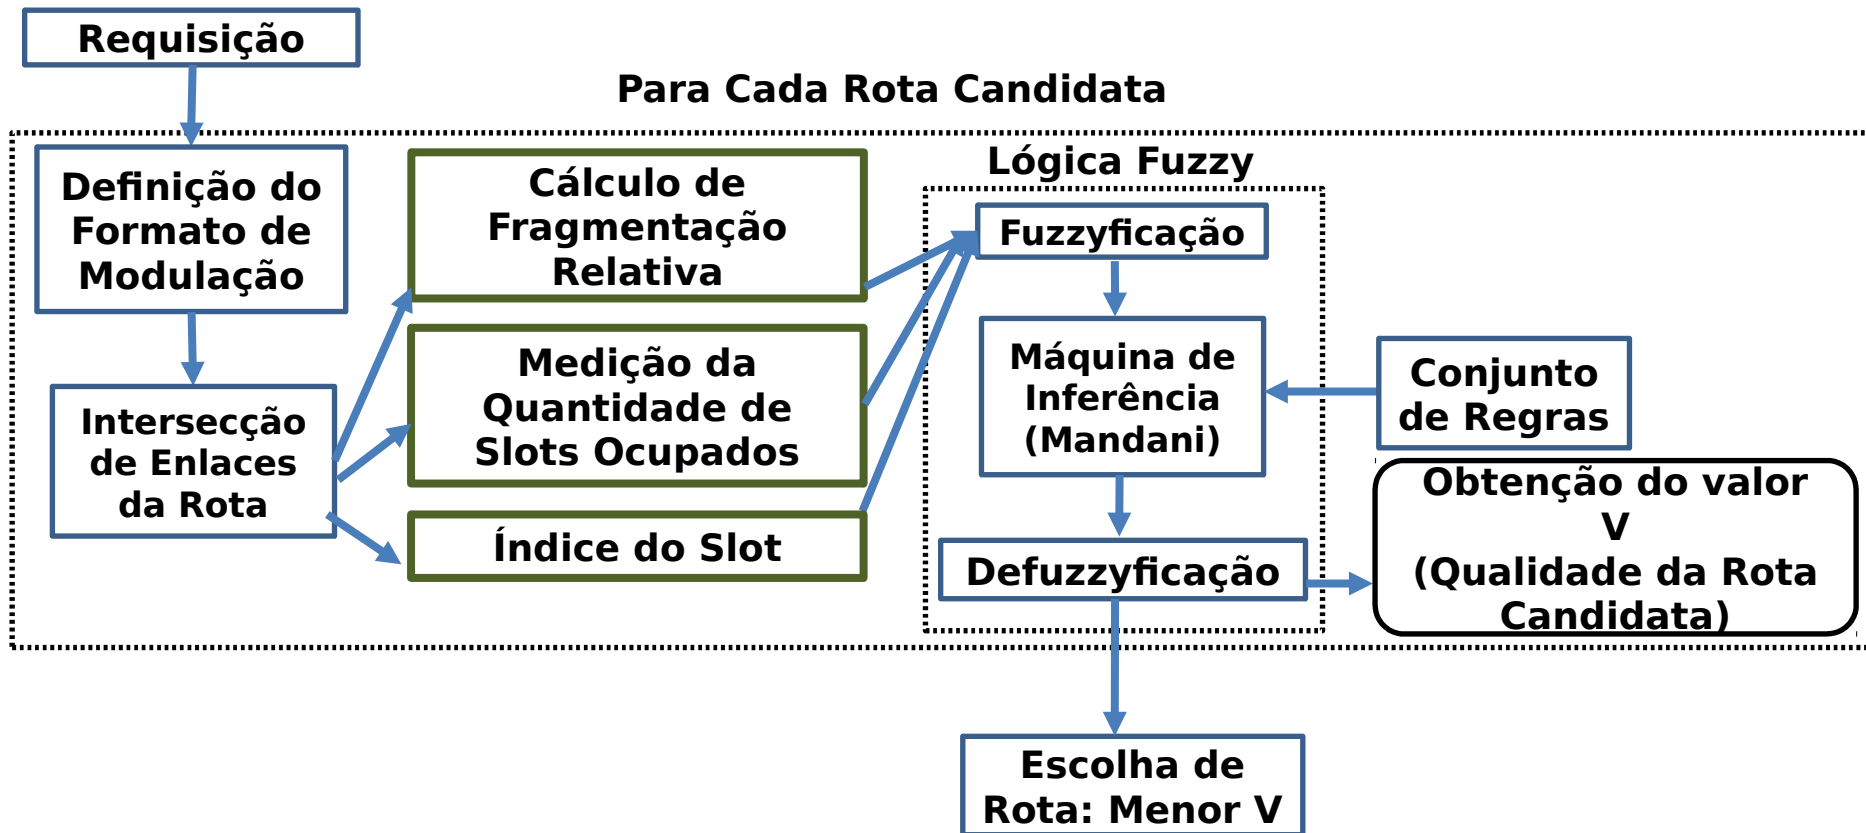 Requisição
Para Cada Rota Candidata
Definição do
Formato de
Modulação
Intersecção
de Enlaces
da Rota
Cálculo de
Fragmentação
Relativa
Medição da
Quantidade de
Slots Ocupados
Índice do Slot
Lógica Fuzzy
Fuzzyficação
Máquina de
Inferência
(Mandani)
Defuzzyficação
Conjunto
de Regras
Obtenção do valor
V
(Qualidade da Rota
Candidata)
Escolha de
Rota: Menor V